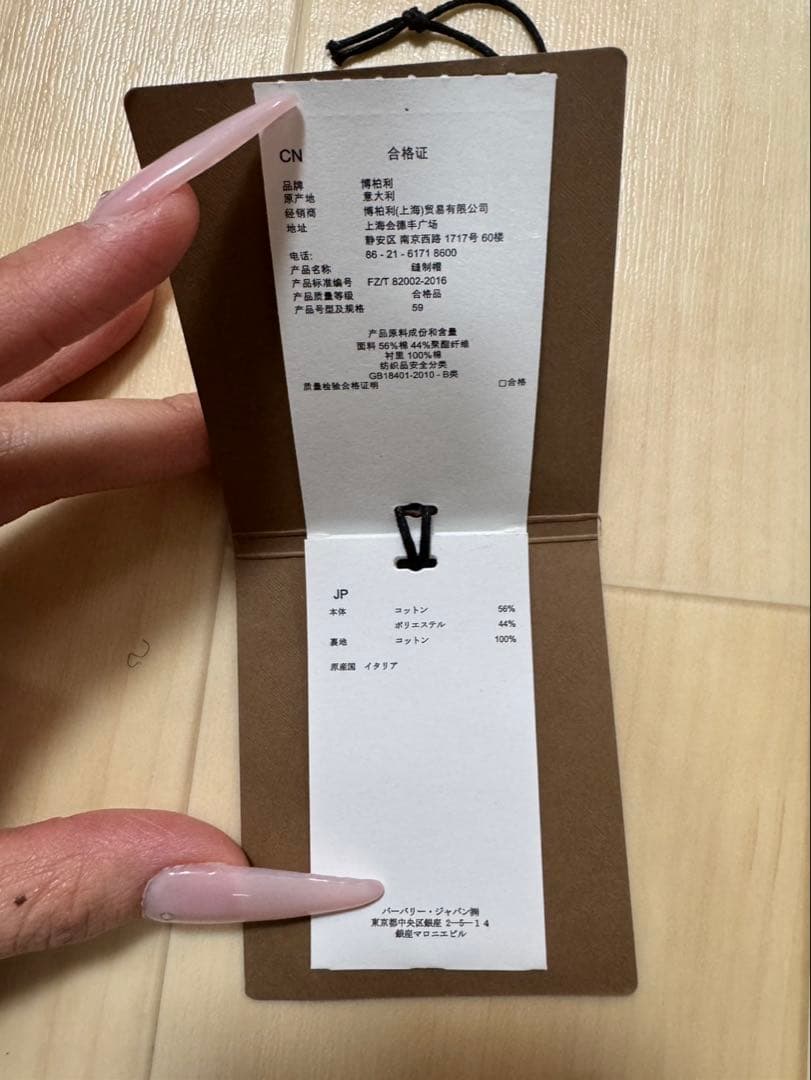 CN 合格证
品牌 博柏利
原产地 意大利
经销商 博柏利(上海)贸易有限公司
地址 上海会德丰广场
静安区 南京西路 1717号 60楼
电话: 86 - 21 - 6171 8600
产品名称 缝制帽
产品标准编号 FZ/T 82002-2016
产品质量等级 合格品
产品号型及规格 59
产品原料成份和含量
面料 56%棉 44%聚酯纤维
衬里 100%棉
纺织品安全分类
GB18401-2010 - B类
质量检验合格证明 □合格
JP
本体 コットン 56%
ポリエステル 44%
裏地 コットン 100%
原産国 イタリア
バーバリー・ジャパン㈱
東京都中央区銀座 2－5－1 4
銀座マロニエビル